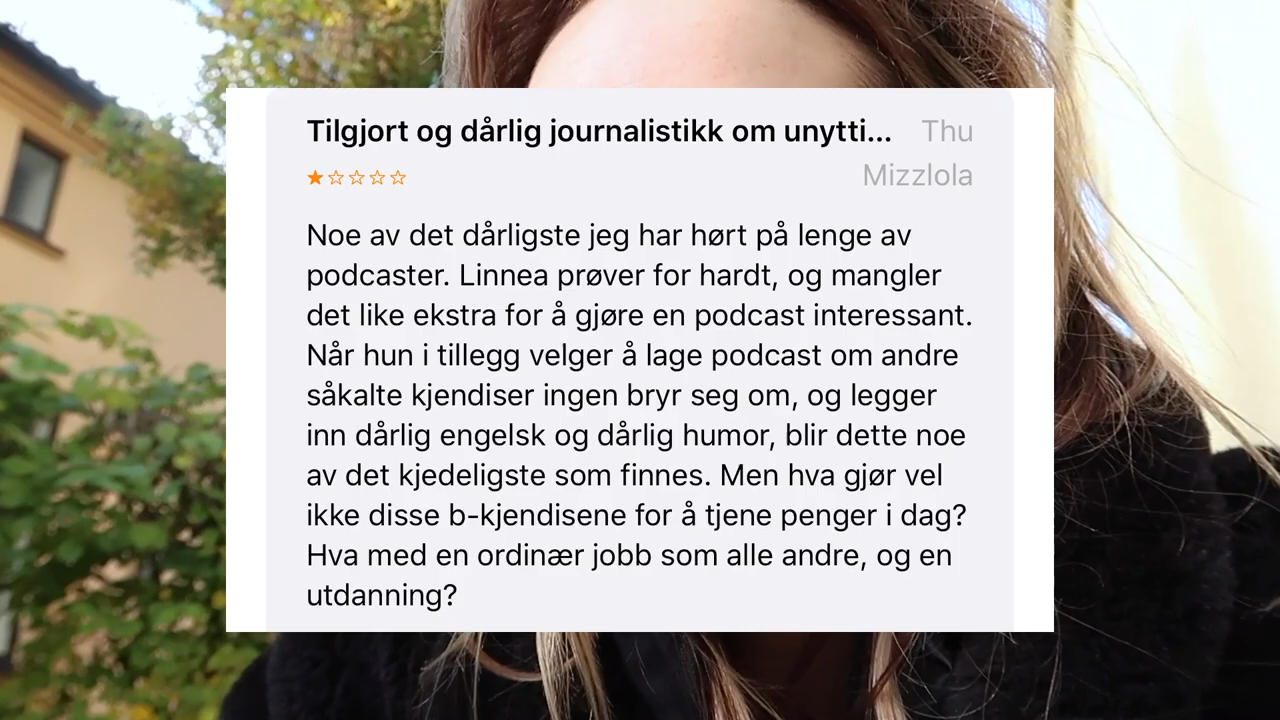 Tilgjort og dårlig journalistikk om unytti... Thu
Mizzlola
Noe av det dårligste jeg har hørt på lenge av
podcaster. Linnea prøver for hardt, og mangler
det like ekstra for å gjøre en podcast interessant.
Når hun i tillegg velger å lage podcast om andre
såkalte kjendiser ingen bryr seg om, og legger
inn dårlig engelsk og dårlig humor, blir dette noe
av det kjedeligste som finnes. Men hva gjør vel
ikke disse b-kjendisene for å tjene penger i dag?
Hva med en ordinær jobb som alle andre, og en
utdanning?